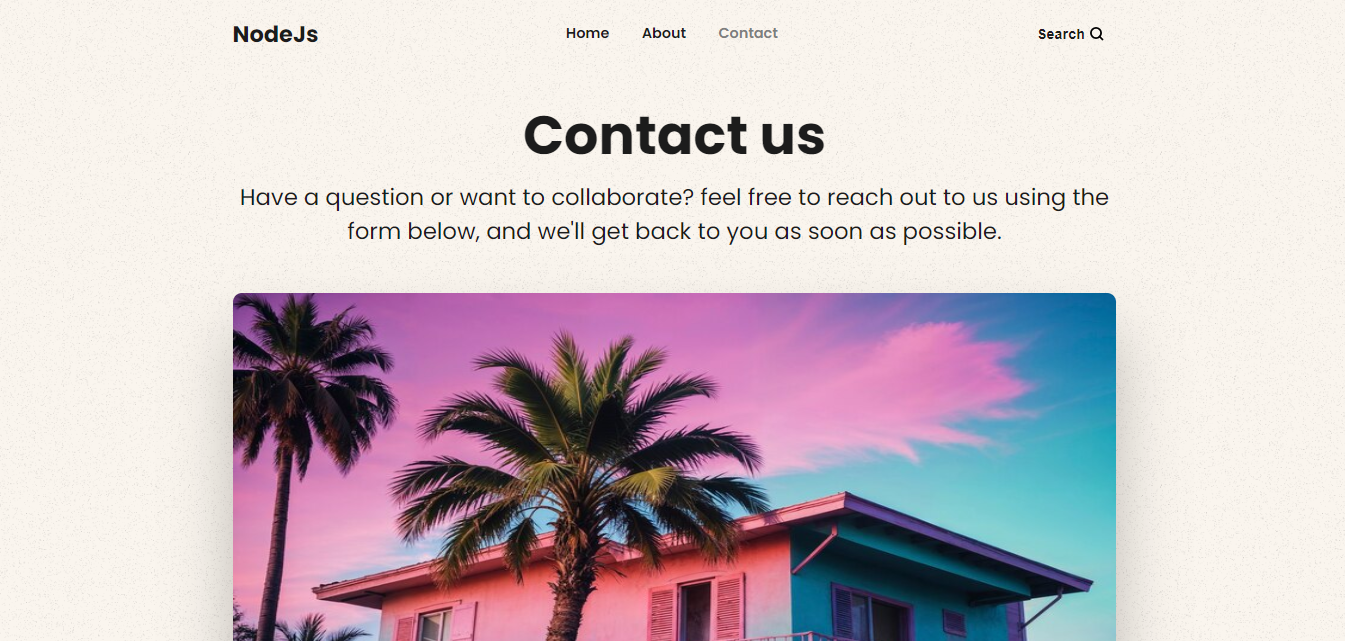 NodeJs
Home About Contact
Search
Contact us
Have a question or want to collaborate? feel free to reach out to us using the
form below, and we'll get back to you as soon as possible.